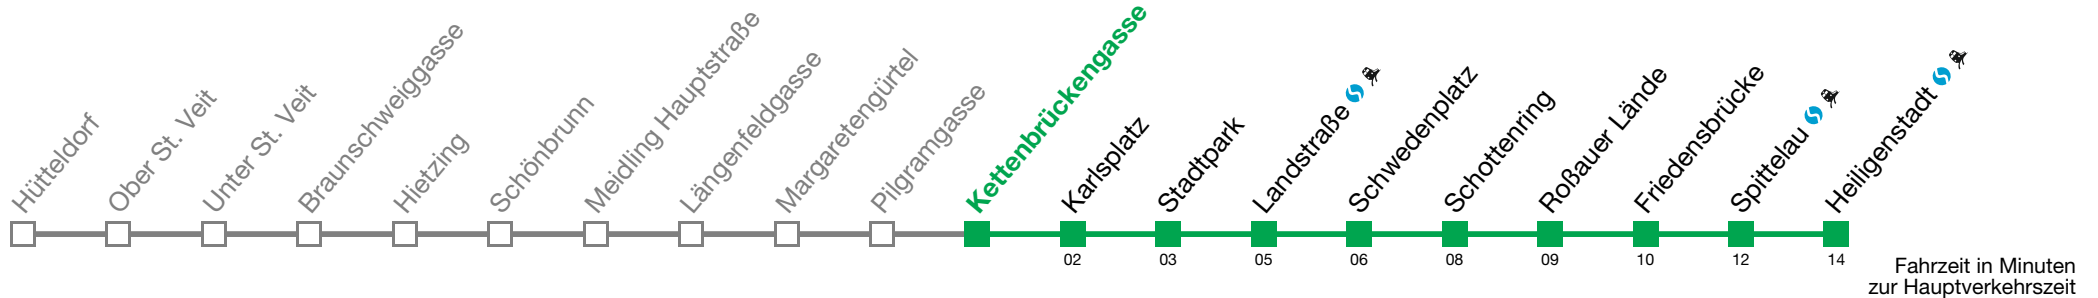 Hütteldorf
Ober St. Veit
Unter St. Veit
Braunschweiggasse
Hietzing
Schönbrunn
Meidling Hauptstraße
Längenfeldgasse
Margaretengürtel
Pilgramgasse
Kettenbrückengasse
Karlsplatz
Stadtpark
Landstraße
Schwedenplatz
Schottenring
Roßauer Lände
Friedensbrücke
Spittelau
Heiligenstadt
02 03 05 06 08 09 10 12 14
Fahrzeit in Minuten
zur Hauptverkehrszeit